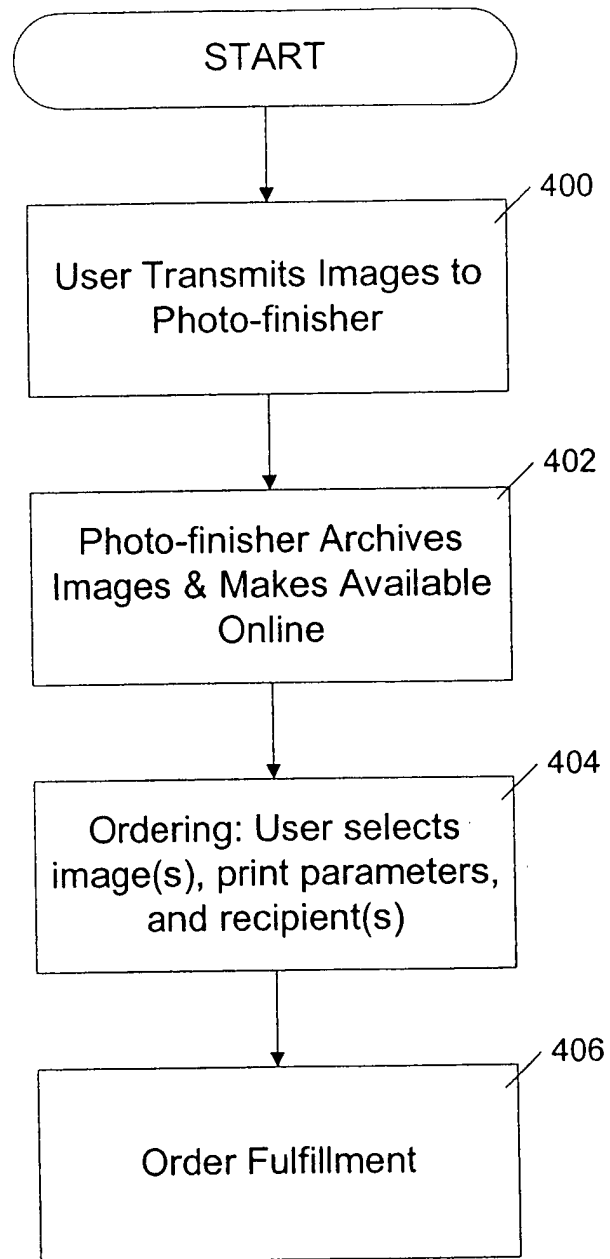 START
400
User Transmits Images to
Photo-finisher
402
Photo-finisher Archives
Images & Makes Available
Online
404
Ordering: User selects
image(s), print parameters,
and recipient(s)
406
Order Fulfillment